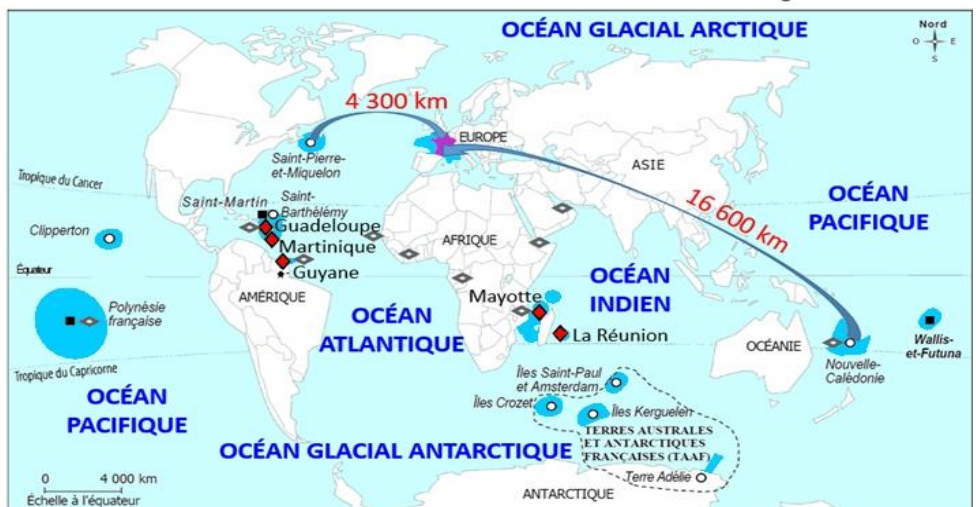 OCÉAN GLACIAL ARCTIQUE
Nord
O E
S
4 300 km
EUROPE
Saint-Pierre-
et-Miquelon
ASIE
Tropique du Cancer
Saint-Martin
Saint-
Barthélémy
OCÉAN
PACIFIQUE
16 600 km
Clipperton
Guadeloupe
Martinique
AFRIQUE
Guyane
Équateur
AMÉRIQUE
OCÉAN
INDIEN
Mayotte
Polynésie
française
OCÉAN
ATLANTIQUE
La Réunion
OCÉANIE
Wallis-
et-Futuna
Nouvelle-
Calédonie
Tropique du Capricorne
Îles Saint-Paul
et Amsterdam
OCÉAN
PACIFIQUE
Îles Crozet
Îles Kerguelen
TERRES AUSTRALES
ET ANTARCTIQUES
FRANÇAISES (TAAF)
OCÉAN GLACIAL ANTARCTIQUE
Terre Adélie
0 4 000 km
Échelle à l'équateur
ANTARCTIQUE